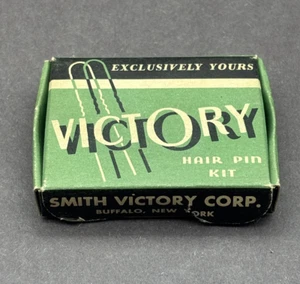 EXCLUSIVELY YOURS
VICTORY
HAIR PIN
KIT
SMITH VICTORY CORP.
BUFFALO, NEW YORK